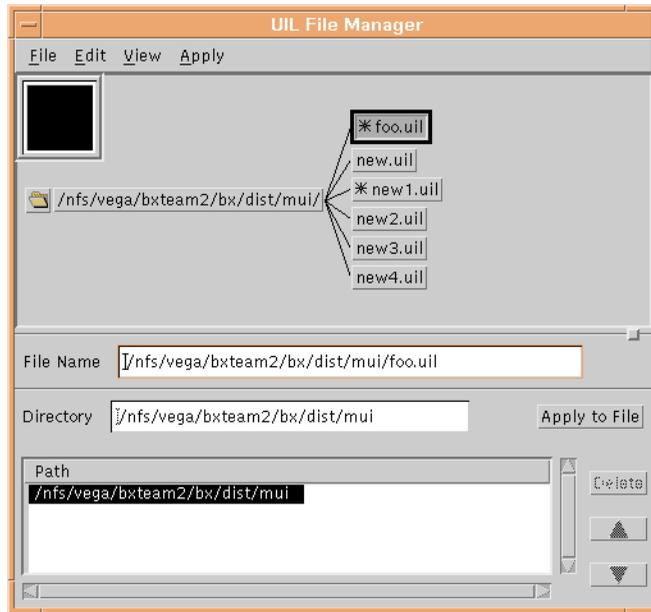 UIL File Manager
File Edit View Apply
* foo.uil
new.uil
/nfs/vega/bxteam2/bx/dist/mui/ * new1.uil
new2.uil
new3.uil
new4.uil
File Name /nfs/vega/bxteam2/bx/dist/mui/foo.uil
Directory /nfs/vega/bxteam2/bx/dist/mui Apply to File
Path
/nfs/vega/bxteam2/bx/dist/mui
Delete